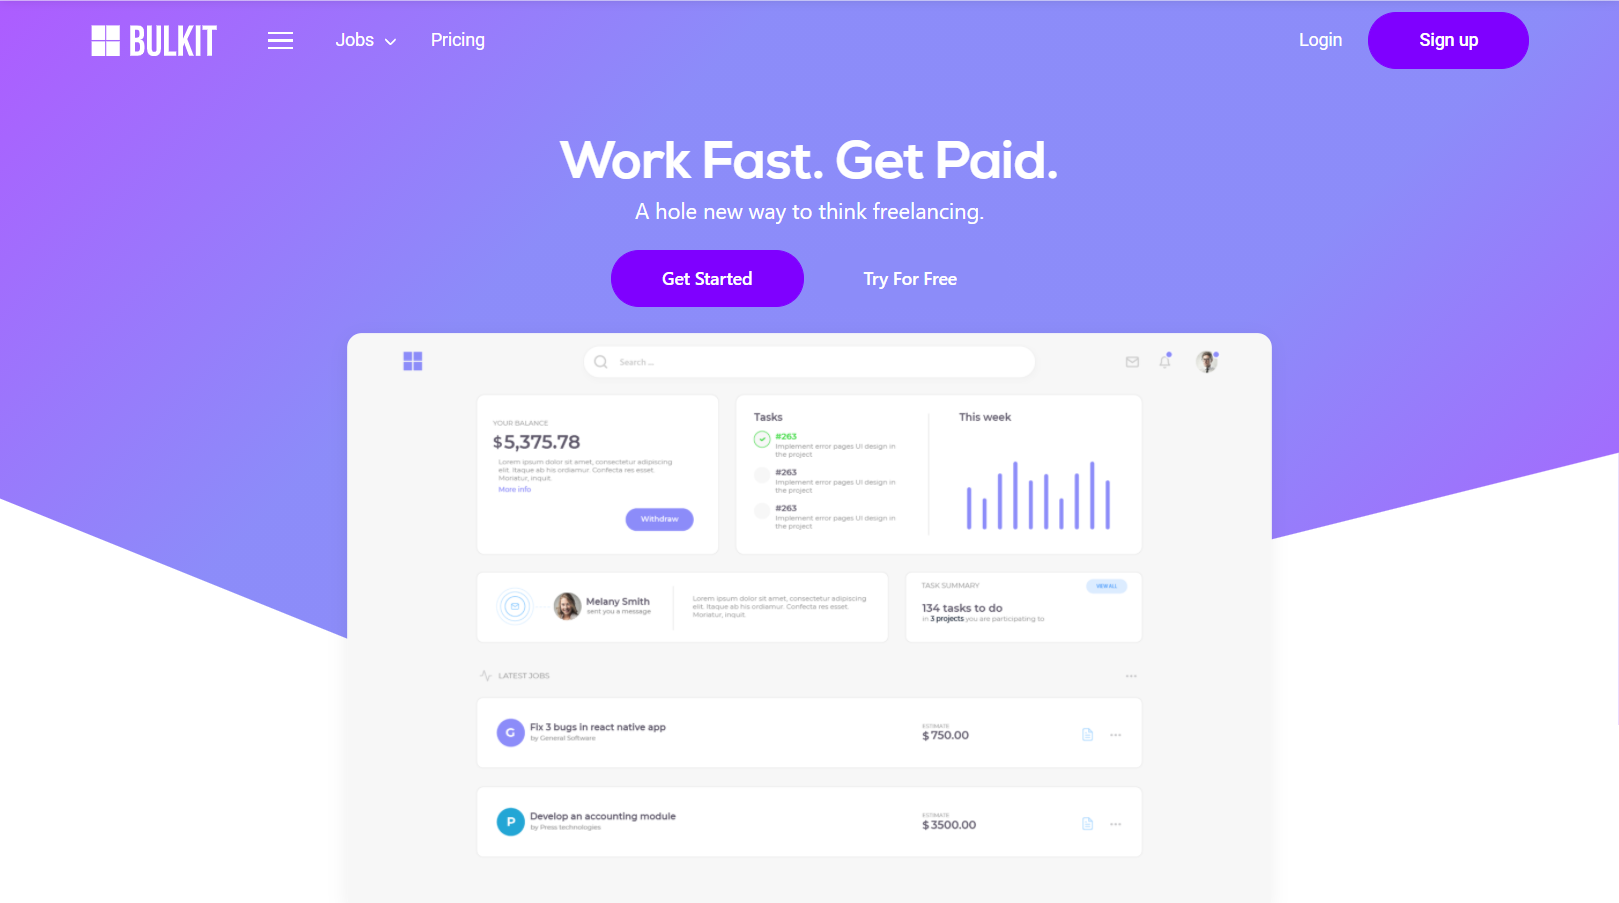 BULKIT
Jobs
Pricing
Login
Sign up
Work Fast. Get Paid.
A hole new way to think freelancing.
Get Started
Try For Free
Search ...
YOUR BALANCE
$5,375.78
Lorem ipsum dolor sit amet, consectetur adipiscing
elit. Itaque ab his ordiamur. Confecta res esset.
Moriatur, inquit.
More info
Withdraw
Tasks
#263
Implement error pages UI design in
the project
#263
Implement error pages UI design in
the project
#263
Implement error pages UI design in
the project
This week
Melany Smith
sent you a message
Lorem ipsum dolor sit amet, consectetur adipiscing
elit. Itaque ab his ordiamur. Confecta res esset.
Moriatur, inquit.
TASK SUMMARY
VIEW ALL
134 tasks to do
in 3 projects you are participating to
LATEST JOBS
G
Fix 3 bugs in react native app
by General Software
ESTIMATE
$750.00
P
Develop an accounting module
by Press technologies
ESTIMATE
$3500.00